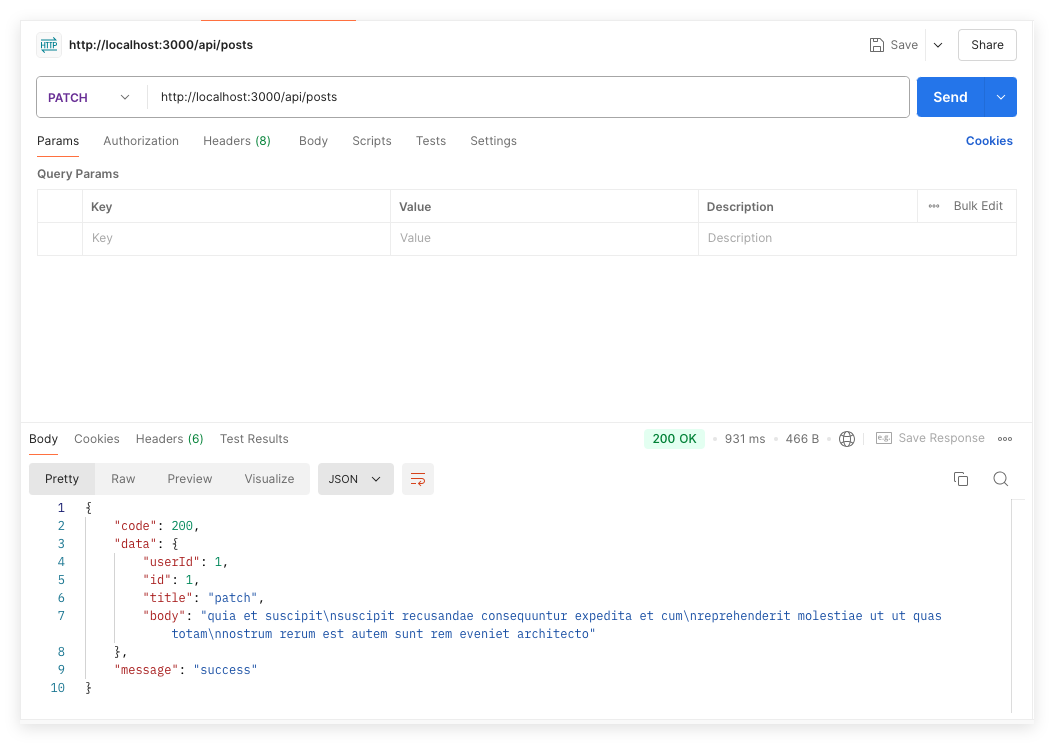 HTTP http://localhost:3000/api/posts Save Share
PATCH http://localhost:3000/api/posts Send
Params Authorization Headers (8) Body Scripts Tests Settings Cookies
Query Params
Key Value Description Bulk Edit
Key Value Description
Body Cookies Headers (6) Test Results 200 OK 931 ms 466 B e.g. Save Response
Pretty Raw Preview Visualize JSON
1 {
2 "code": 200,
3 "data": {
4 "userId": 1,
5 "id": 1,
6 "title": "patch",
7 "body": "quia et suscipit\nsuscipit recusandae consequuntur expedita et cum\nreprehenderit molestiae ut ut quas
totam\nnostrum rerum est autem sunt rem eveniet architecto"
8 },
9 "message": "success"
10 }